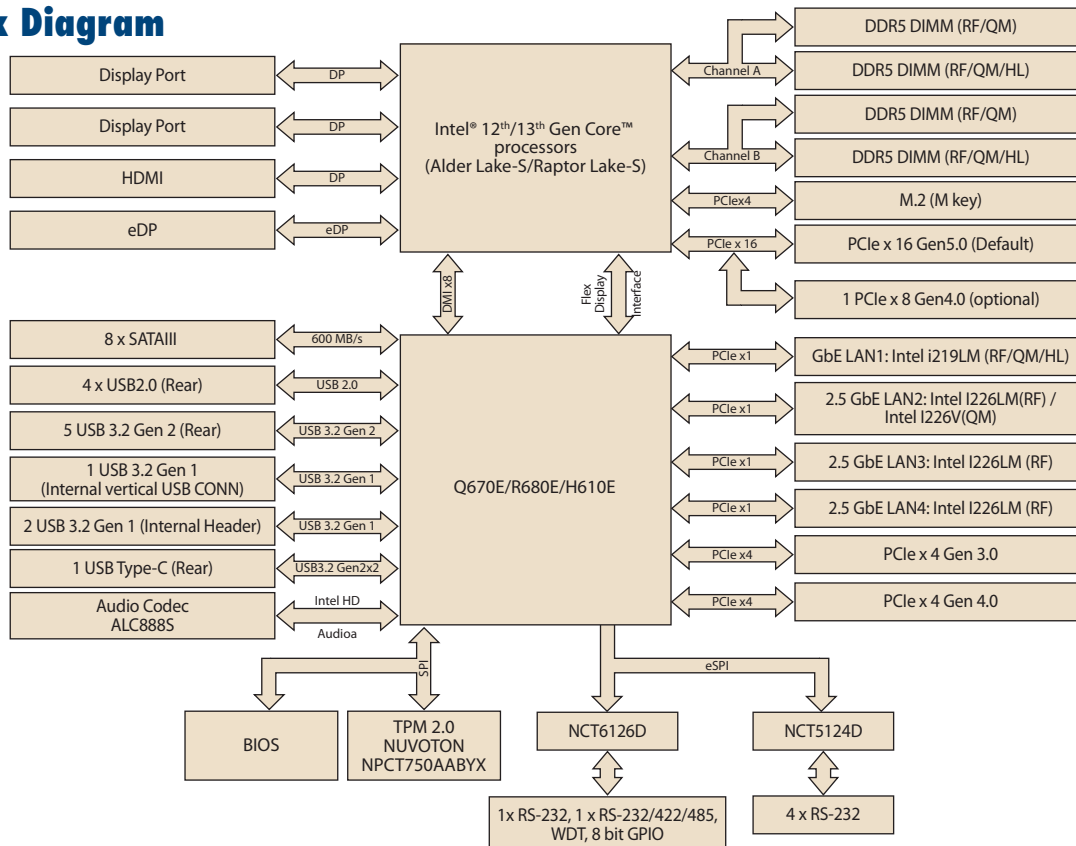 x Diagram
Display Port
DP
Display Port
DP
HDMI
DP
eDP
eDP
Intel® 12th/13th Gen Core™
processors
(Alder Lake-S/Raptor Lake-S)
Channel A
DDR5 DIMM (RF/QM)
DDR5 DIMM (RF/QM/HL)
Channel B
DDR5 DIMM (RF/QM)
DDR5 DIMM (RF/QM/HL)
PCIex4
M.2 (M key)
PCIe x 16
PCIe x 16 Gen5.0 (Default)
1 PCIe x 8 Gen4.0 (optional)
DMI x8
Flex
Display
Interface
8 x SATAIII
600 MB/s
4 x USB2.0 (Rear)
USB 2.0
5 USB 3.2 Gen 2 (Rear)
USB 3.2 Gen 2
1 USB 3.2 Gen 1
(Internal vertical USB CONN)
USB 3.2 Gen 1
2 USB 3.2 Gen 1 (Internal Header)
USB 3.2 Gen 1
1 USB Type-C (Rear)
USB3.2 Gen2x2
Audio Codec
ALC888S
Intel HD
Audioa
Q670E/R680E/H610E
PCIe x1
GbE LAN1: Intel i219LM (RF/QM/HL)
PCIe x1
2.5 GbE LAN2: Intel I226LM(RF) /
Intel I226V(QM)
PCIe x1
2.5 GbE LAN3: Intel I226LM (RF)
PCIe x1
2.5 GbE LAN4: Intel I226LM (RF)
PCIe x4
PCIe x 4 Gen 3.0
PCIe x4
PCIe x 4 Gen 4.0
SPI
eSPI
BIOS
TPM 2.0
NUVOTON
NPCT750AABYX
NCT6126D
NCT5124D
1x RS-232, 1 x RS-232/422/485,
WDT, 8 bit GPIO
4 x RS-232